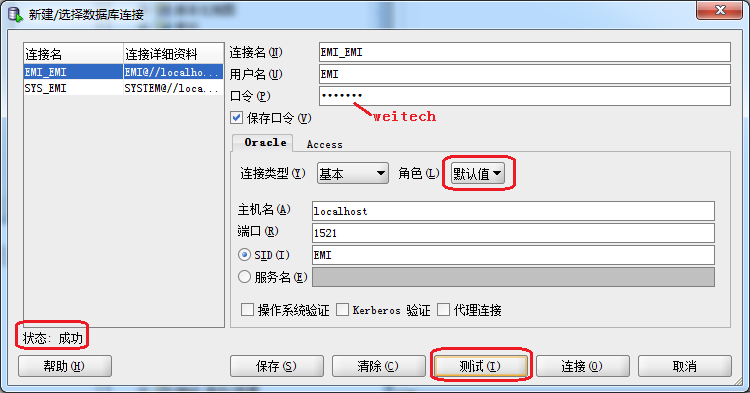 新建/选择数据库连接
连接名 连接详细资料
EMI_EMI EMI@//localho...
SYS_EMI SYSTEM@//loca...
连接名(N) EMI_EMI
用户名(U) EMI
口令(P) •••••••
weitech
保存口令(V)
Oracle Access
连接类型(Y) 基本 角色(L) 默认值
主机名(A) localhost
端口(R) 1521
SID(I) EMI
服务名(E)
操作系统验证 Kerberos 验证 代理连接
状态: 成功
帮助(H) 保存(S) 清除(C) 测试(T) 连接(O) 取消